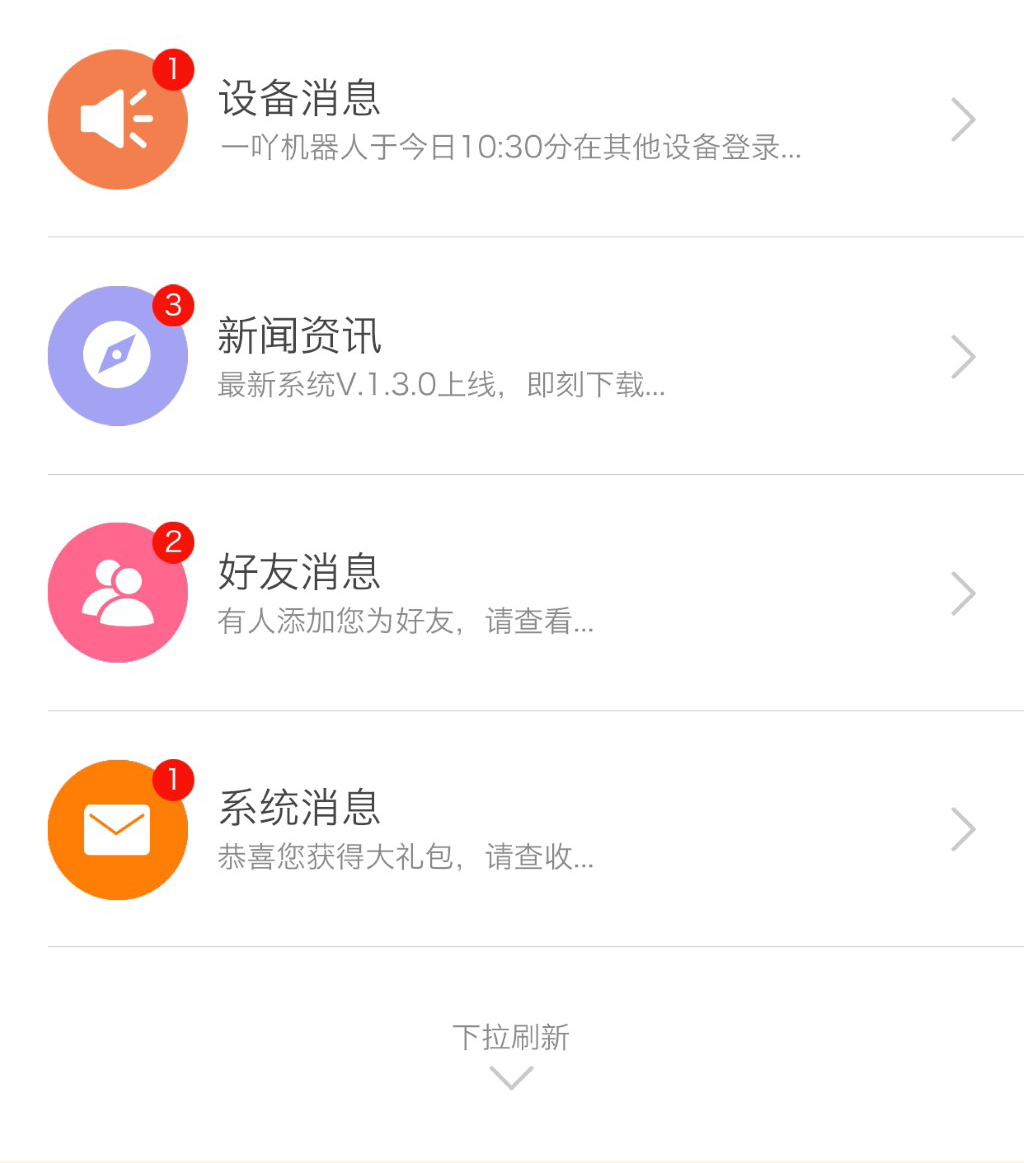 1
设备消息
一吖机器人于今日10:30分在其他设备登录...
3
新闻资讯
最新系统V.1.3.0上线，即刻下载...
2
好友消息
有人添加您为好友，请查看...
1
系统消息
恭喜您获得大礼包，请查收...
下拉刷新